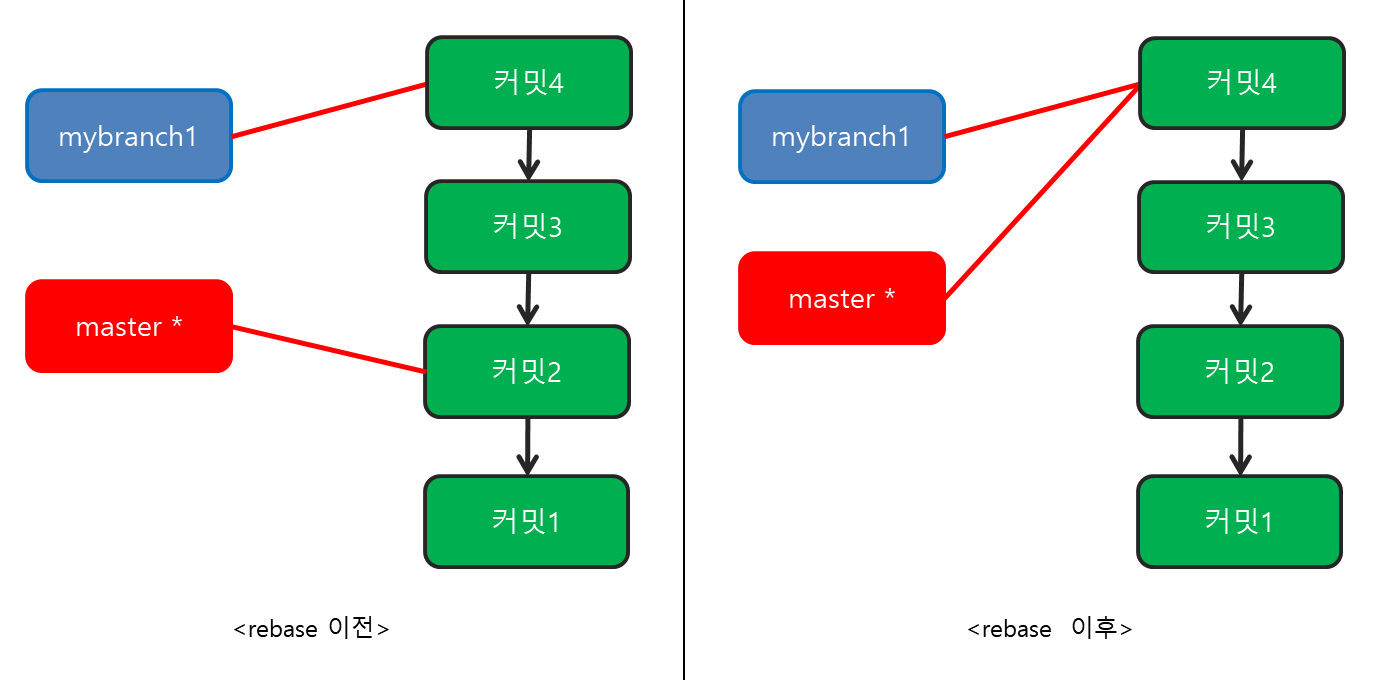 커밋4
mybranch1
커밋3
master *
커밋2
커밋1
<rebase 이전>
커밋4
mybranch1
커밋3
master *
커밋2
커밋1
<rebase 이후>